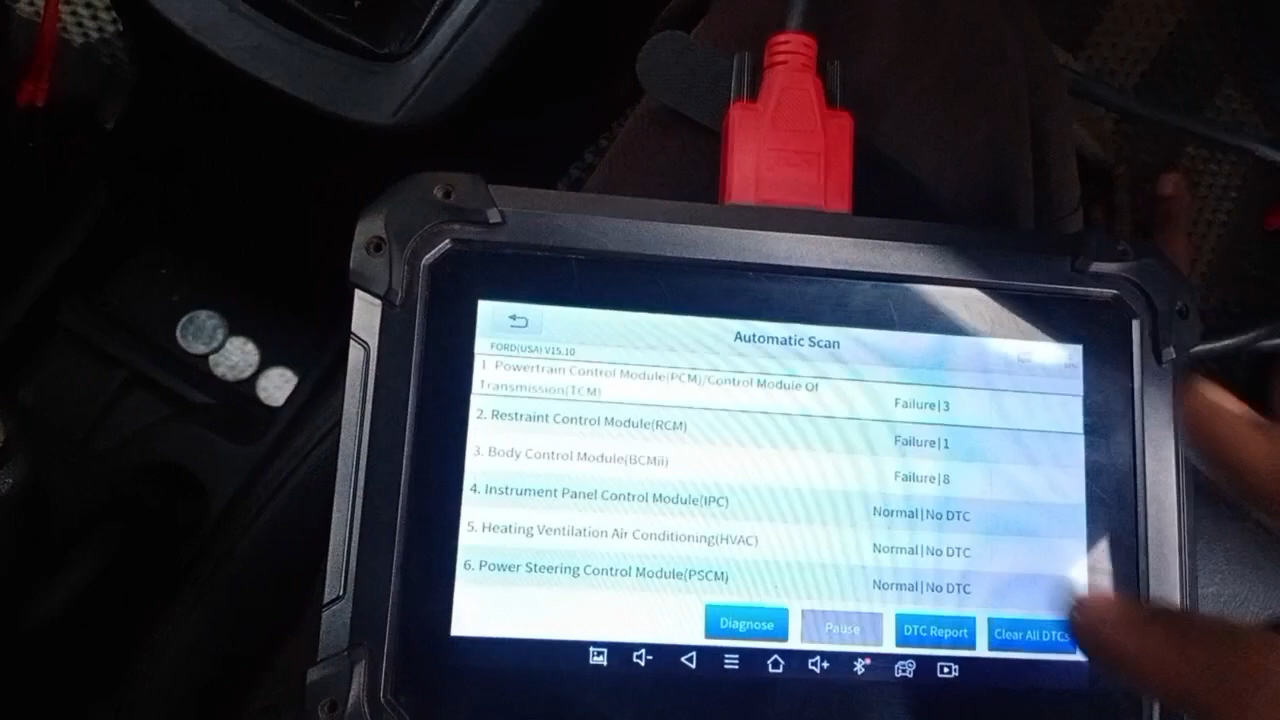 Automatic Scan
FORD(USA) V15.10
1. Powertrain Control Module(PCM)/Control Module Of
Transmission(TCM)
Failure|3
2. Restraint Control Module(RCM)
Failure|1
3. Body Control Module(BCMii)
Failure|8
4. Instrument Panel Control Module(IPC)
Normal|No DTC
5. Heating Ventilation Air Conditioning(HVAC)
Normal|No DTC
6. Power Steering Control Module(PSCM)
Normal|No DTC
Diagnose
Pause
DTC Report
Clear All DTCs